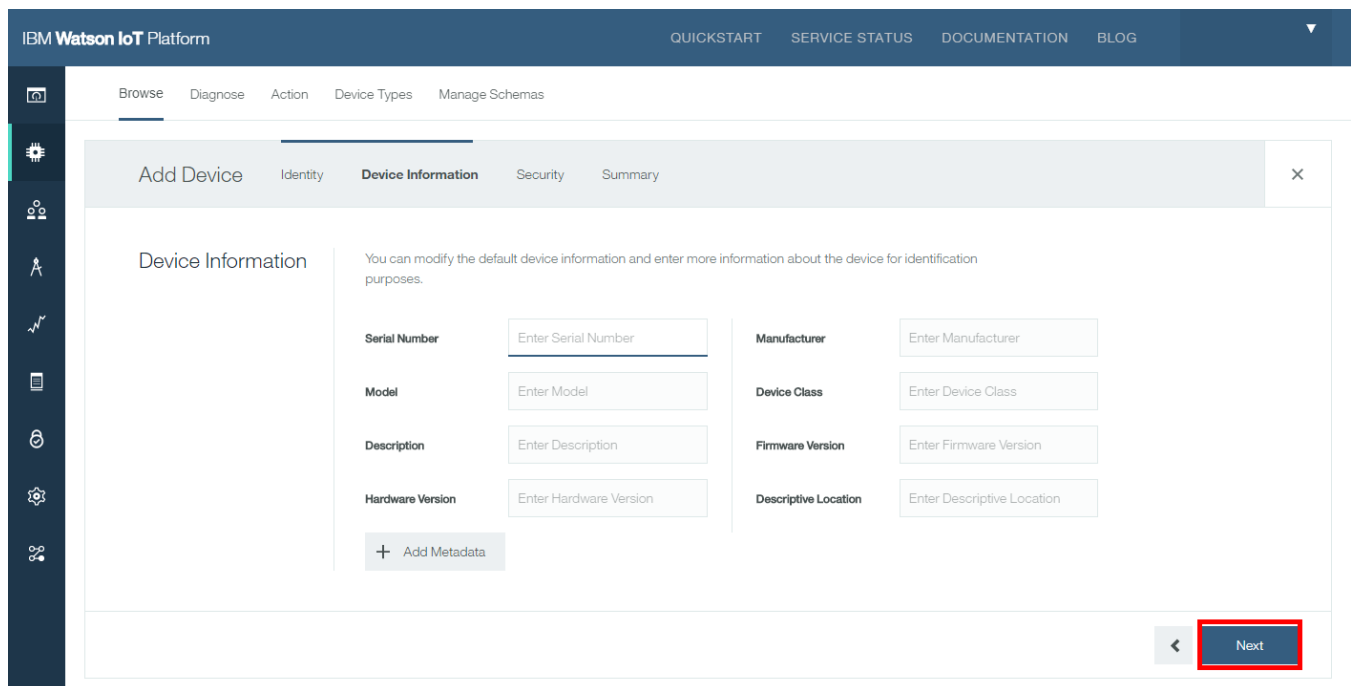 IBM Watson IoT Platform
QUICKSTART SERVICE STATUS DOCUMENTATION BLOG
Browse Diagnose Action Device Types Manage Schemas
Add Device Identity Device Information Security Summary
Device Information
You can modify the default device information and enter more information about the device for identification
purposes.
Serial Number Enter Serial Number Manufacturer Enter Manufacturer
Model Enter Model Device Class Enter Device Class
Description Enter Description Firmware Version Enter Firmware Version
Hardware Version Enter Hardware Version Descriptive Location Enter Descriptive Location
Add Metadata
Next